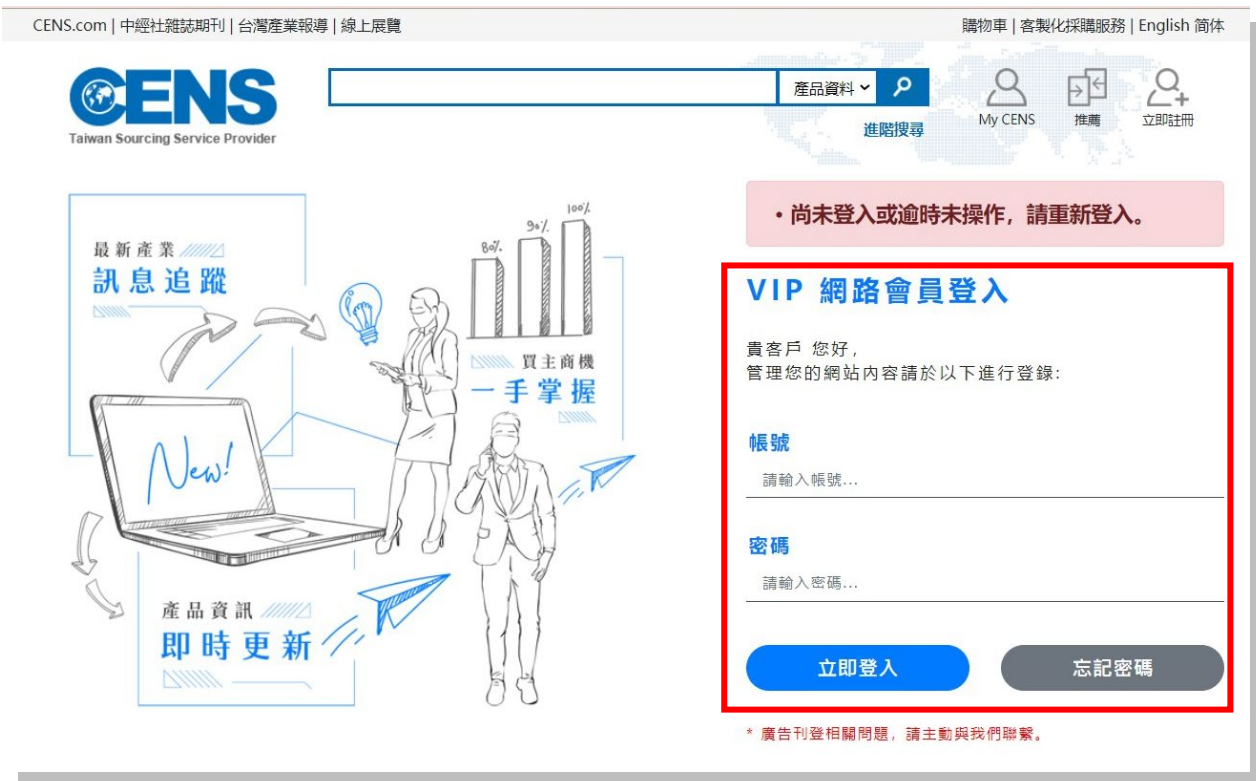 CENS.com | 中經社雜誌期刊 | 台灣產業報導 | 線上展覽
購物車 | 客製化採購服務 | English 简体
CENS
Taiwan Sourcing Service Provider
產品資料
進階搜尋
My CENS
推薦
立即註冊
最新產業
訊息追蹤
80%
90%
100%
買主商機
一手掌握
New!
產品資訊
即時更新
• 尚未登入或逾時未操作，請重新登入。
VIP 網路會員登入
貴客戶 您好，
管理您的網站內容請於以下進行登錄：
帳號
請輸入帳號...
密碼
請輸入密碼...
立即登入
忘記密碼
* 廣告刊登相關問題，請主動與我們聯繫。